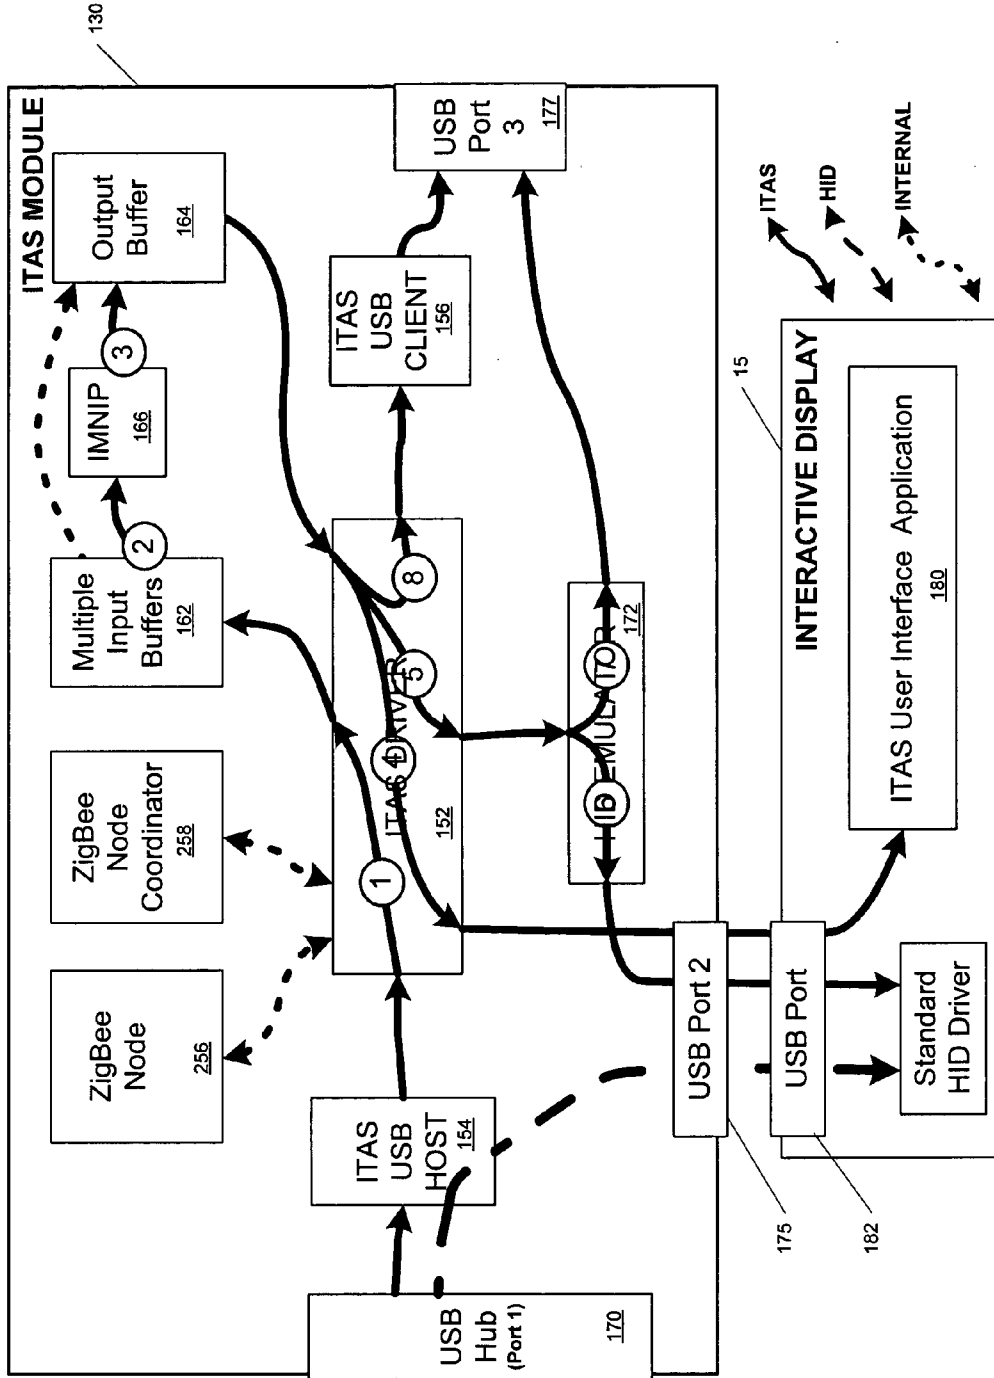 130
ITAS MODULE
ZigBee
Node
256
ZigBee
Node
Coordinator
258
Multiple
Input
Buffers
162
2
IMNIP
166
3
Output
Buffer
164
USB
Hub
(Port 1)
170
ITAS
USB
HOST
154
ITAS DRIVER
152
1
4
5
8
ITAS
USB
CLIENT
156
USB
Port
3
177
HID EMULATOR
172
6
7
USB Port 2
175
USB Port
182
15
INTERACTIVE DISPLAY
Standard
HID Driver
ITAS User Interface Application
180
ITAS
HID
INTERNAL